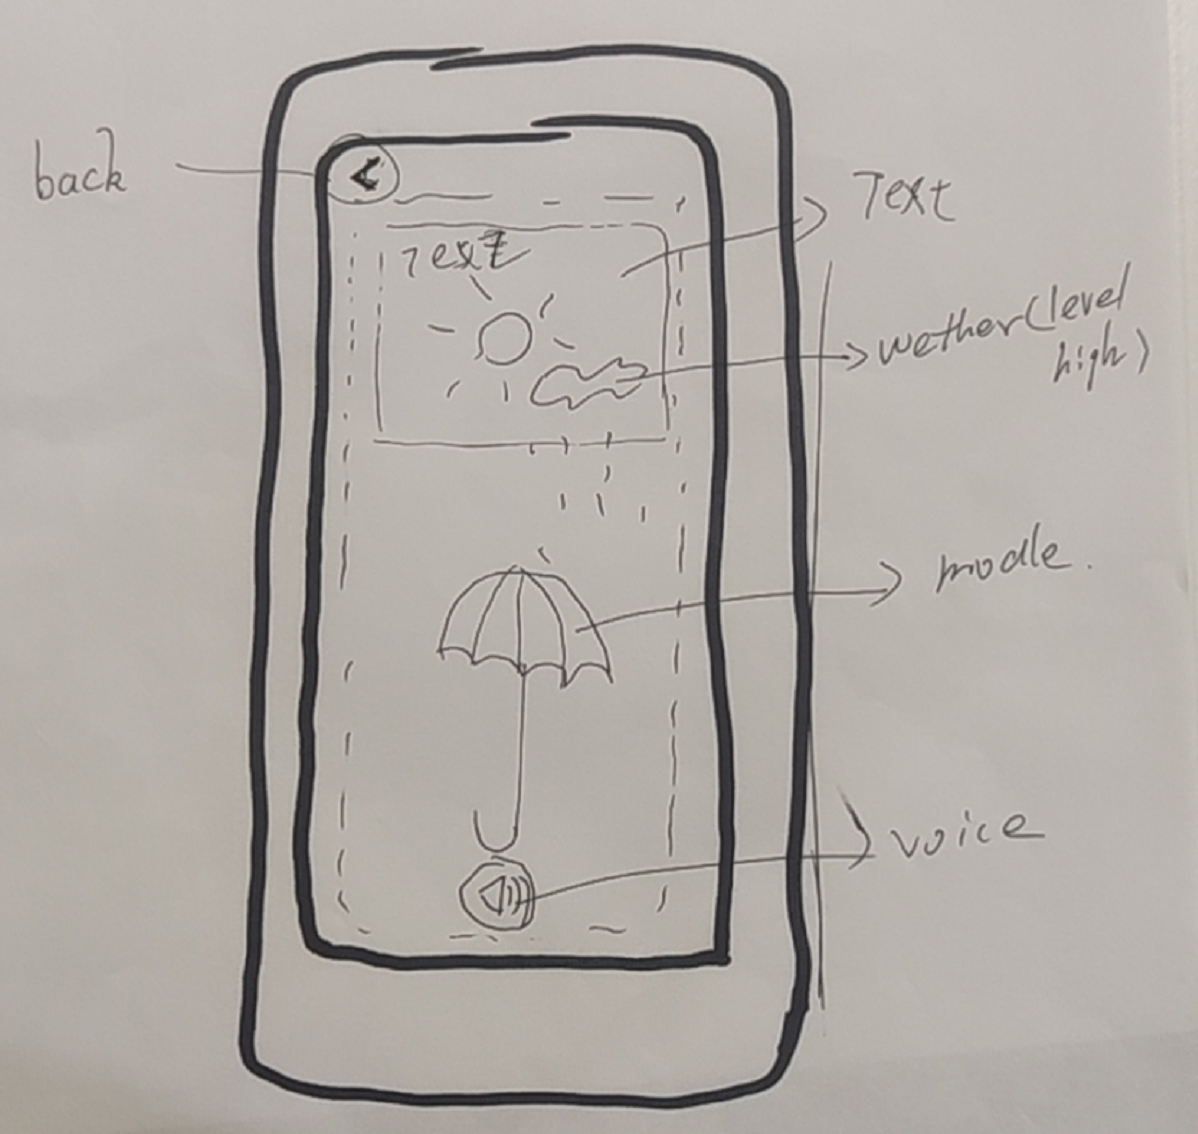 back
Text
Text
wether(level
high)
modle.
voice